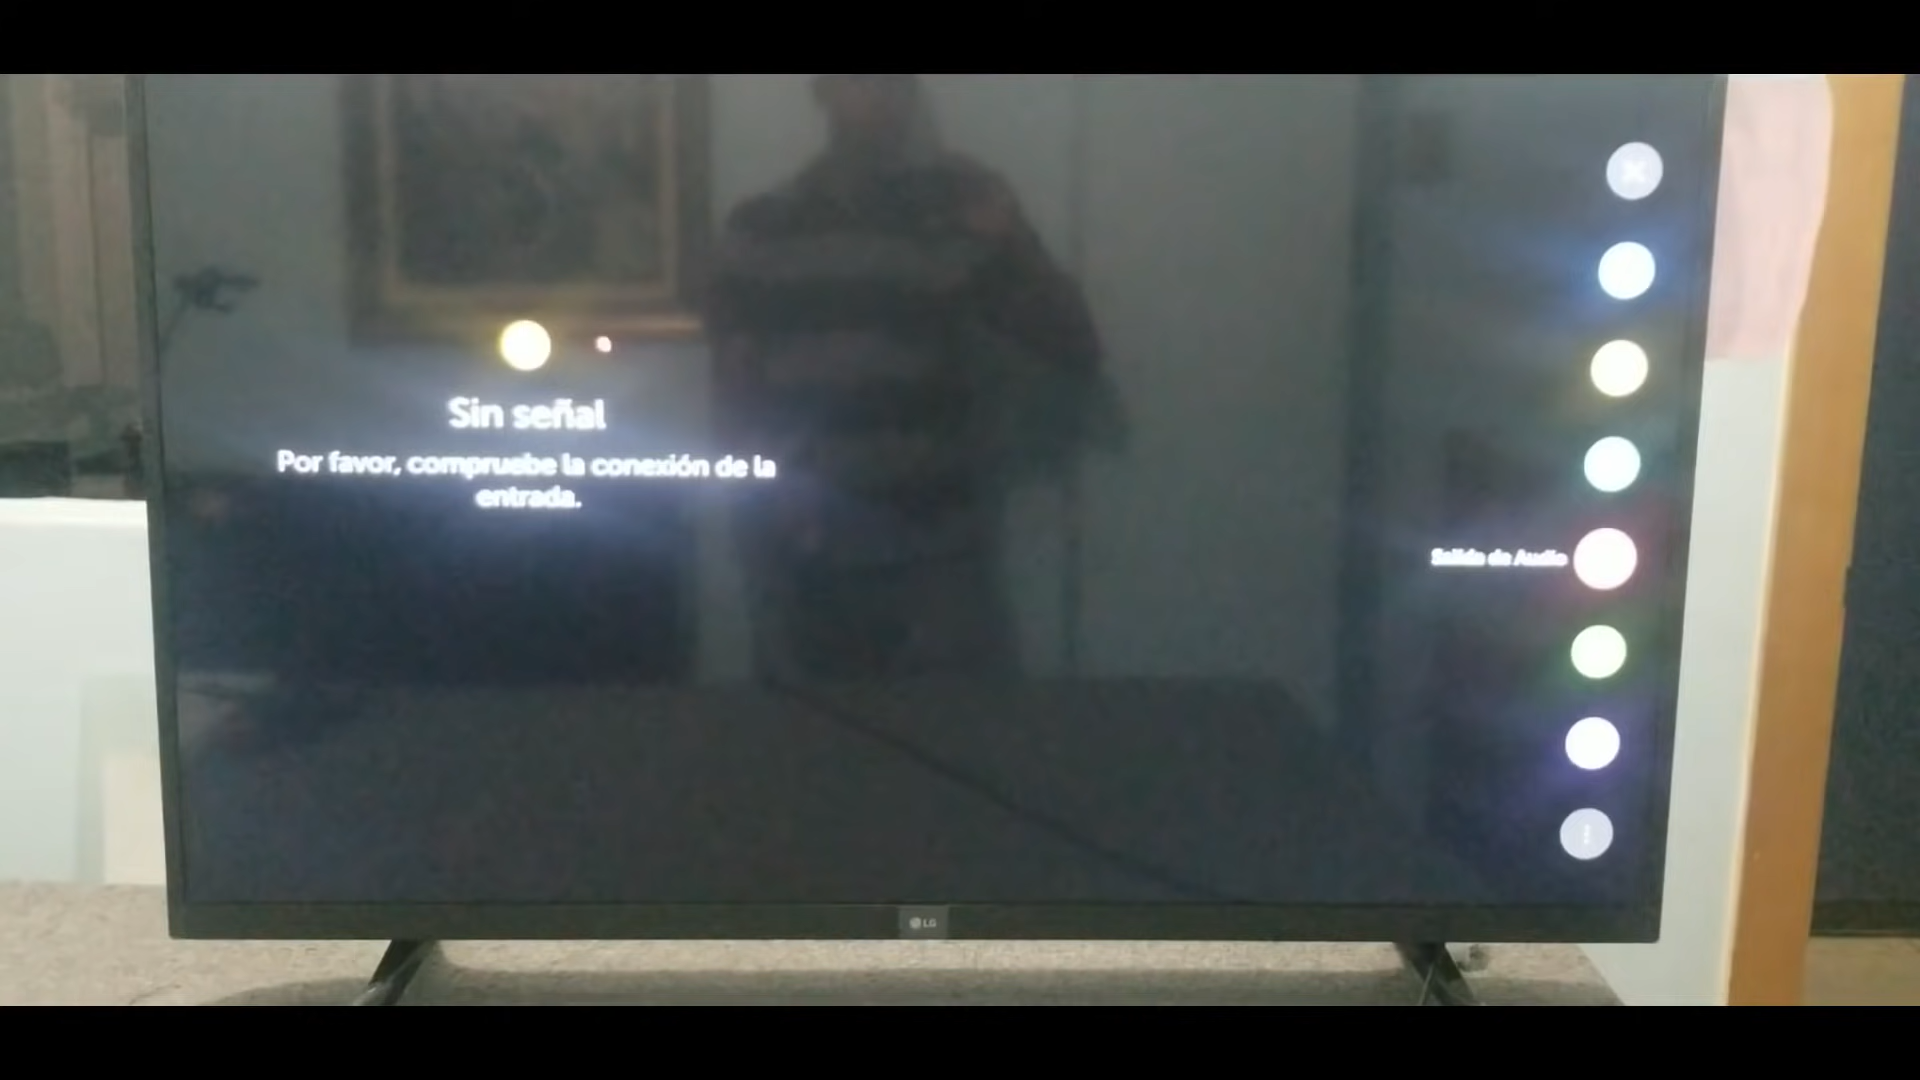 Sin señal
Por favor, compruebe la conexión de la
entrada.
Salida de Audio
LG